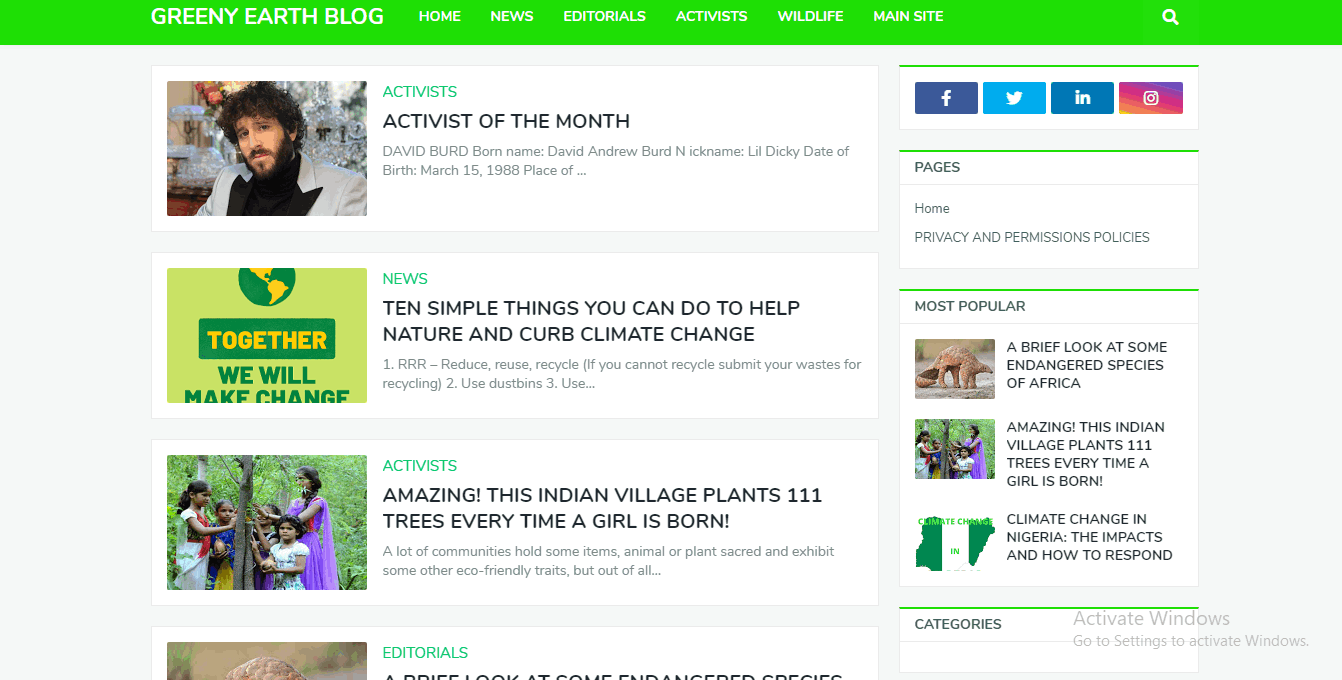 GREENY EARTH BLOG
HOME NEWS EDITORIALS ACTIVISTS WILDLIFE MAIN SITE
ACTIVISTS
ACTIVIST OF THE MONTH
DAVID BURD Born name: David Andrew Burd N ickname: Lil Dicky Date of
Birth: March 15, 1988 Place of ...
TOGETHER
WE WILL
MAKE CHANGE
NEWS
TEN SIMPLE THINGS YOU CAN DO TO HELP
NATURE AND CURB CLIMATE CHANGE
1. RRR – Reduce, reuse, recycle (If you cannot recycle submit your wastes for
recycling) 2. Use dustbins 3. Use...
ACTIVISTS
AMAZING! THIS INDIAN VILLAGE PLANTS 111
TREES EVERY TIME A GIRL IS BORN!
A lot of communities hold some items, animal or plant sacred and exhibit
some other eco-friendly traits, but out of all...
EDITORIALS
A BRIEF LOOK AT SOME ENDANGERED SPECIES
PAGES
Home
PRIVACY AND PERMISSIONS POLICIES
MOST POPULAR
A BRIEF LOOK AT SOME
ENDANGERED SPECIES
OF AFRICA
AMAZING! THIS INDIAN
VILLAGE PLANTS 111
TREES EVERY TIME A
GIRL IS BORN!
CLIMATE CHANGE
IN
CLIMATE CHANGE IN
NIGERIA: THE IMPACTS
AND HOW TO RESPOND
CATEGORIES
Activate Windows
Go to Settings to activate Windows.